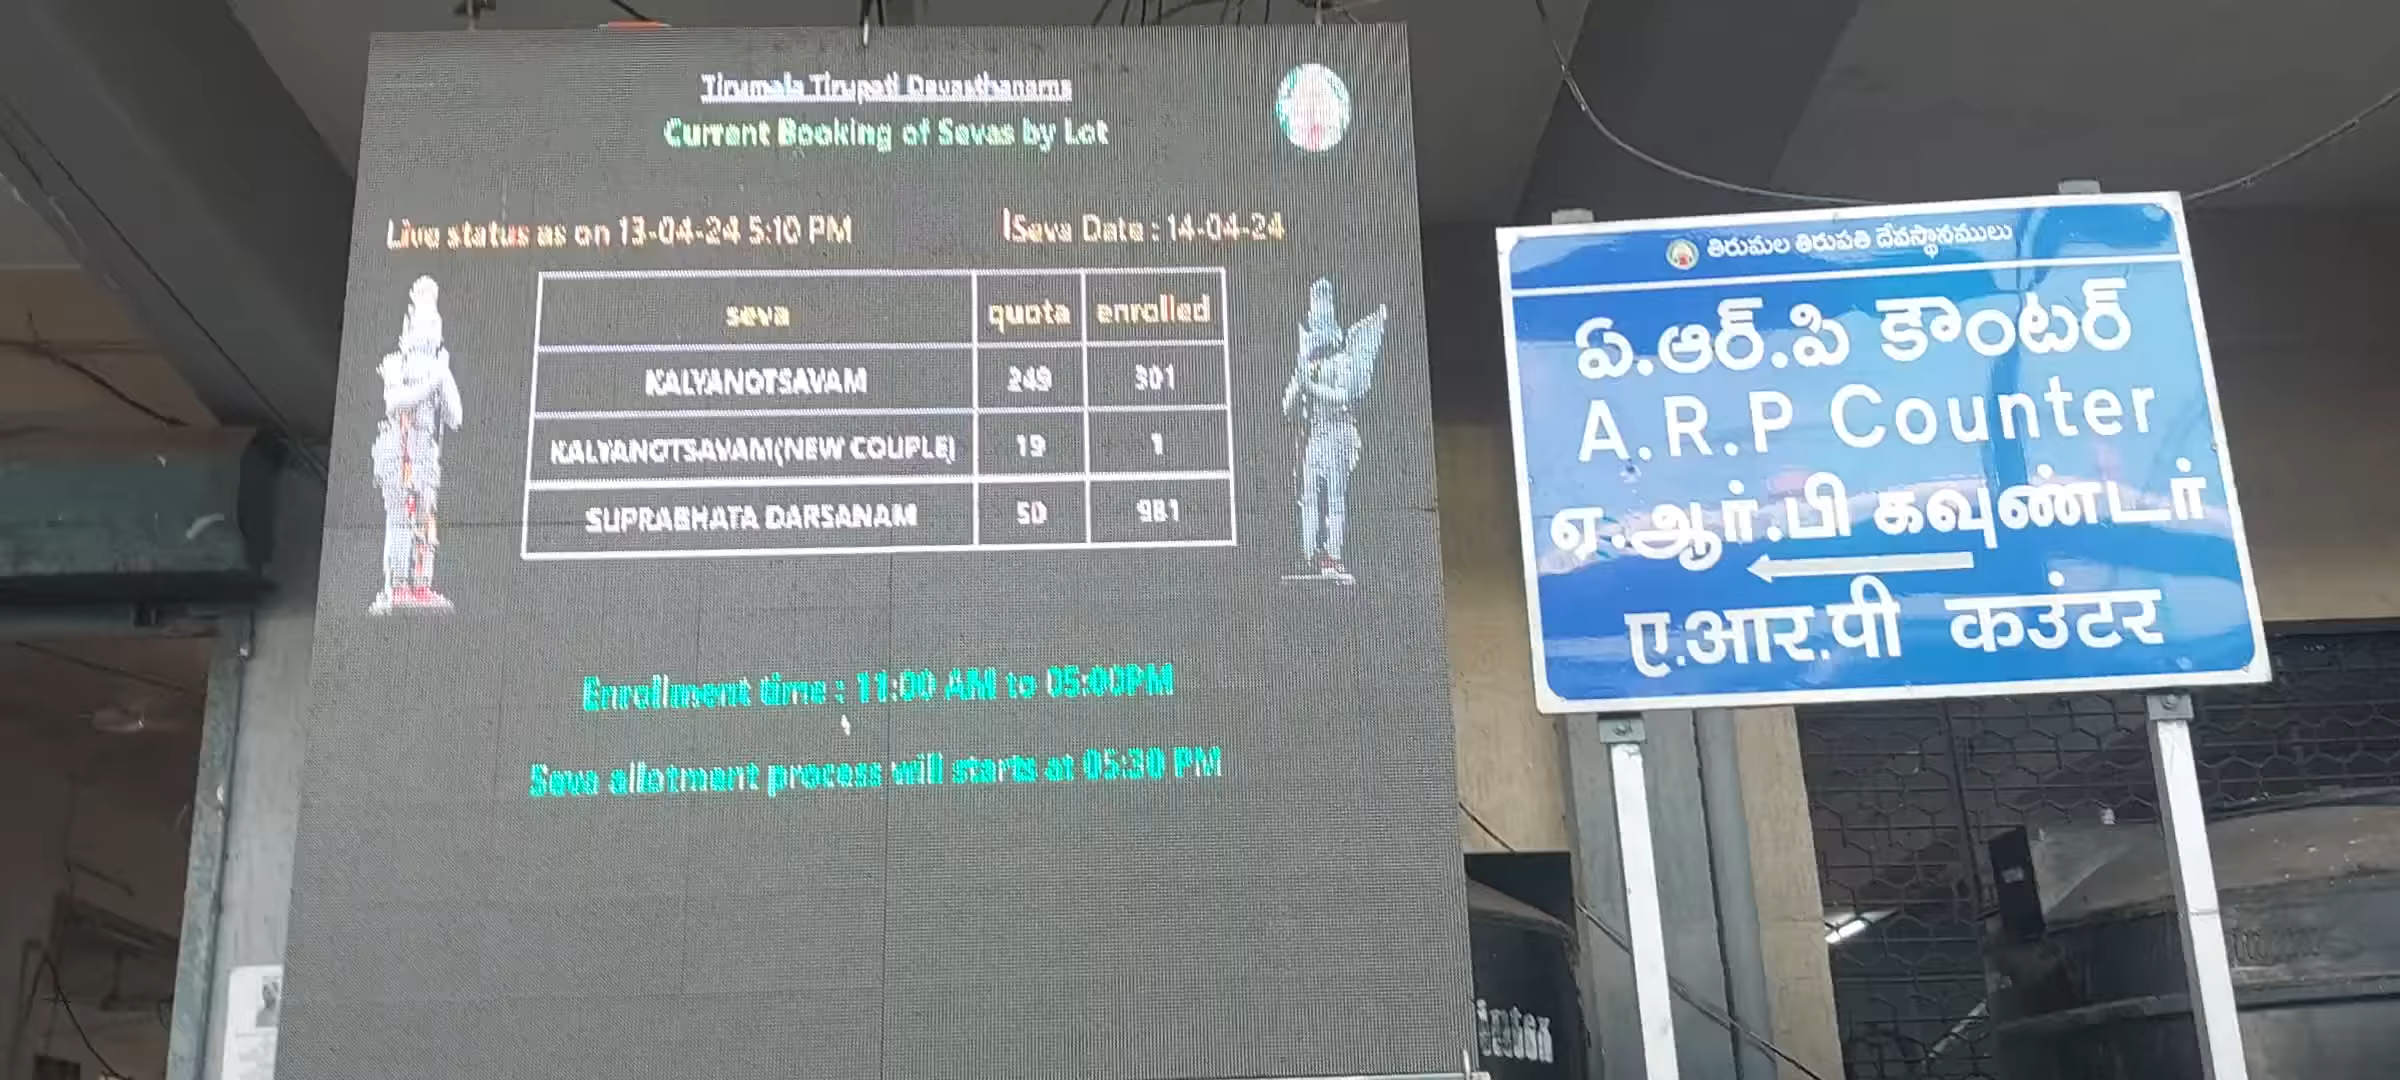 Tirumala Tirupati Devasthanams
Current Booking of Sevas by Lot
Live status as on 13-04-24 5:10 PM
Seva Date : 14-04-24
seva quota enrolled
KALYANOTSAVAM 249 301
KALYANOTSAVAM(NEW COUPLE) 19 1
SUPRABHATA DARSANAM 50 981
Enrollment time : 11:00 AM to 05:00PM
Seva allotment process will starts at 05:30 PM
తిరుమల తిరుపతి దేవస్థానములు
ఏ.ఆర్.పి కౌంటర్
A.R.P Counter
ஏ.ஆர்.பி கவுண்டர்
ए.आर.पी कउंटर